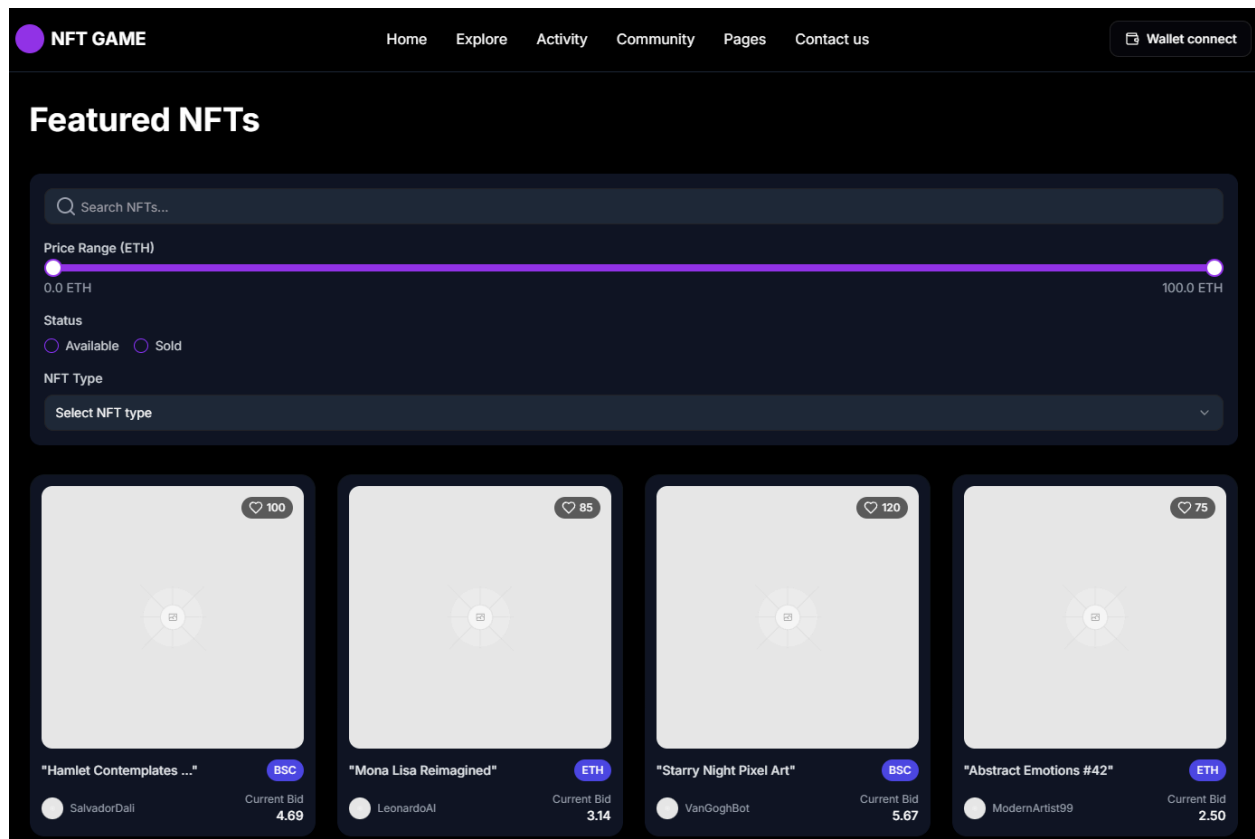 NFT GAME
Home Explore Activity Community Pages Contact us
Wallet connect
Featured NFTs
Search NFTs...
Price Range (ETH)
0.0 ETH 100.0 ETH
Status
Available Sold
NFT Type
Select NFT type
100 85 120 75
"Hamlet Contemplates ..." BSC "Mona Lisa Reimagined" ETH "Starry Night Pixel Art" BSC "Abstract Emotions #42" ETH
SalvadorDali Current Bid LeonardoAI Current Bid VanGoghBot Current Bid ModernArtist99 Current Bid
4.69 3.14 5.67 2.50